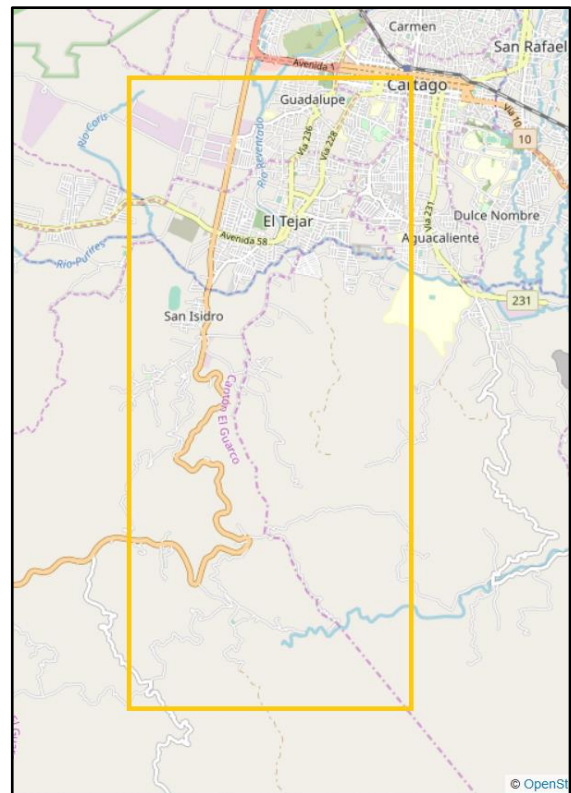 Carmen
San Rafael
Avenida 1
Cartago
Guadalupe
Río Coris
Río Reventado
Vía 236
Vía 228
Vía 10
10
El Tejar
Vía 231
Dulce Nombre
Avenida 58
Aguacaliente
Río Purires
231
San Isidro
Cantón El Guarco
© OpenSt